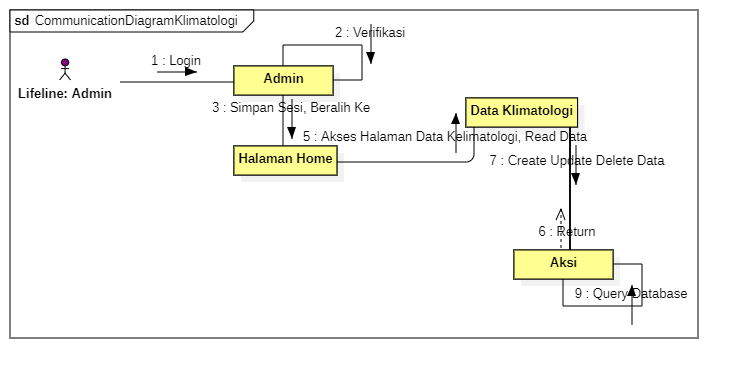 sd CommunicationDiagramKlimatologi
2 : Verifikasi
1 : Login
Admin
Lifeline: Admin
3 : Simpan Sesi, Beralih Ke
Data Klimatologi
5 : Akses Halaman Data Kelimatologi, Read Data
Halaman Home
7 : Create Update Delete Data
6 : Return
Aksi
9 : Query Database